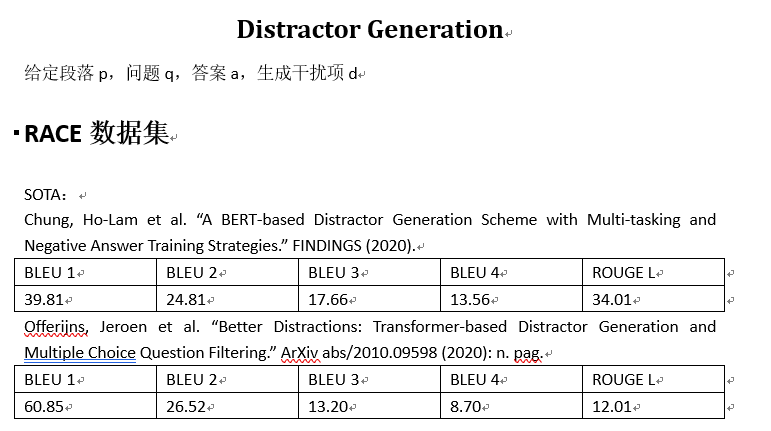 Distractor Generation
给定段落 p，问题 q，答案 a，生成干扰项 d
RACE 数据集
SOTA：
Chung, Ho-Lam et al. “A BERT-based Distractor Generation Scheme with Multi-tasking and
Negative Answer Training Strategies.” FINDINGS (2020).
BLEU 1 BLEU 2 BLEU 3 BLEU 4 ROUGE L
39.81 24.81 17.66 13.56 34.01
Offerijns, Jeroen et al. “Better Distractions: Transformer-based Distractor Generation and
Multiple Choice Question Filtering.” ArXiv abs/2010.09598 (2020): n. pag.
BLEU 1 BLEU 2 BLEU 3 BLEU 4 ROUGE L
60.85 26.52 13.20 8.70 12.01